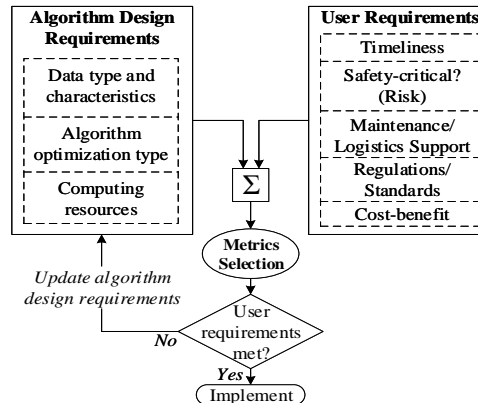 Algorithm Design
Requirements
Data type and
characteristics
Algorithm
optimization type
Computing
resources
User Requirements
Timeliness
Safety-critical?
(Risk)
Maintenance/
Logistics Support
Regulations/
Standards
Cost-benefit
Σ
Metrics
Selection
Update algorithm
design requirements
User
requirements
met?
No
Yes
Implement